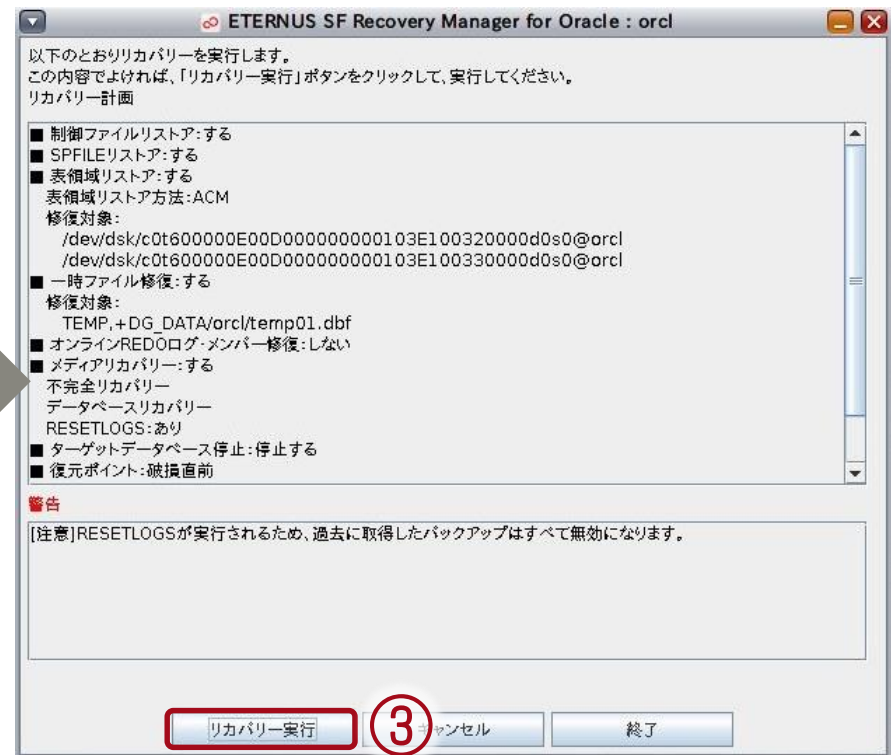 ETERNUS SF Recovery Manager for Oracle : orcl
以下のとおりリカバリーを実行します。
この内容でよければ、「リカバリー実行」ボタンをクリックして、実行してください。
リカバリー計画
■ 制御ファイルリストア:する
■ SPFILEリストア:する
■ 表領域リストア:する
表領域リストア方法:ACM
修復対象:
/dev/dsk/c0t600000E00D000000000103E100320000d0s0@orcl
/dev/dsk/c0t600000E00D000000000103E100330000d0s0@orcl
■ 一時ファイル修復:する
修復対象:
TEMP,+DG_DATA/orcl/temp01.dbf
■ オンラインREDOログ・メンバー修復:しない
■ メディアリカバリー:する
不完全リカバリー
データベースリカバリー
RESETLOGS:あり
■ ターゲットデータベース停止:停止する
■ 復元ポイント:破損直前
警告
[注意]RESETLOGSが実行されるため、過去に取得したバックアップはすべて無効になります。
リカバリー実行 ③ ャンセル 終了